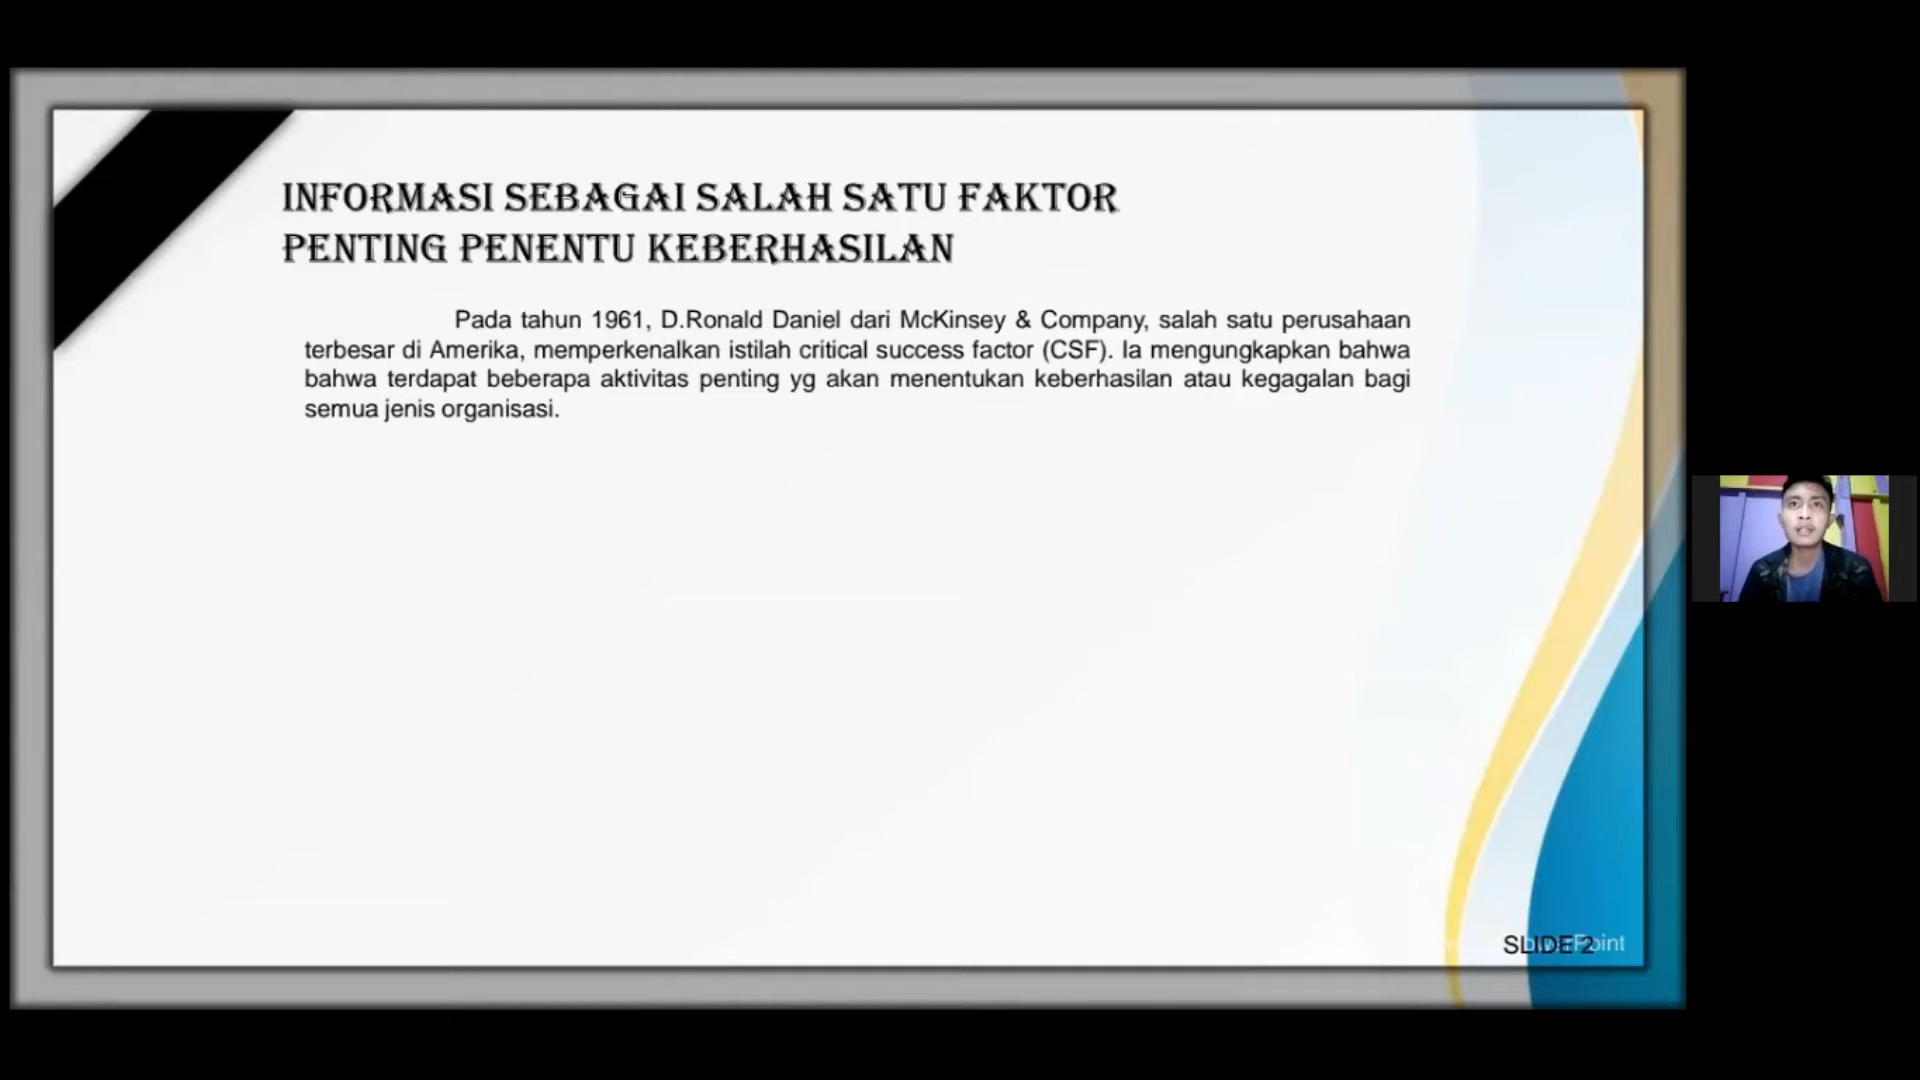 INFORMASI SEBAGAI SALAH SATU FAKTOR
PENTING PENENTU KEBERHASILAN
Pada tahun 1961, D.Ronald Daniel dari McKinsey & Company, salah satu perusahaan
terbesar di Amerika, memperkenalkan istilah critical success factor (CSF). Ia mengungkapkan bahwa
bahwa terdapat beberapa aktivitas penting yg akan menentukan keberhasilan atau kegagalan bagi
semua jenis organisasi.
SLIDE 2